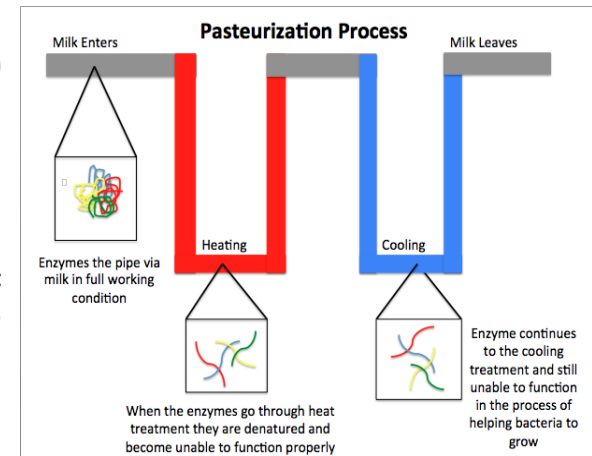 Pasteurization Process
Milk Enters
Milk Leaves
Heating
Cooling
Enzymes the pipe via
milk in full working
condition
When the enzymes go through heat
treatment they are denatured and
become unable to function properly
Enzyme continues
to the cooling
treatment and still
unable to function
in the process of
helping bacteria to
grow